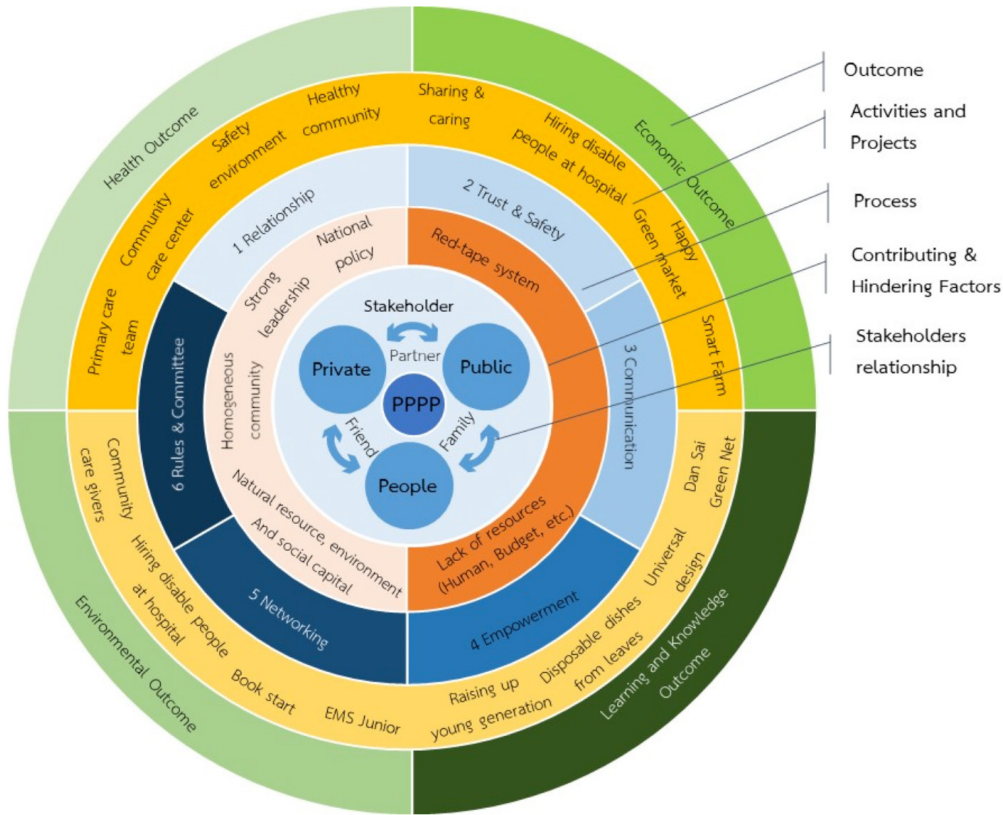 Outcome
Activities and
Projects
Process
Contributing &
Hindering Factors
Stakeholders
relationship
Health Outcome
Economic Outcome
Learning and Knowledge
Outcome
Environmental Outcome
Primary care
team
Community
care center
Safety
environment
Healthy
community
Sharing &
caring
Hiring disable
people at hospital
Happy
Green market
Smart Farm
Dan Sai
Green Net
Universal
design
Disposable dishes
from leaves
Raising up
young generation
EMS Junior
Book start
Hiring disable people
at hospital
Community
care givers
1 Relationship
2 Trust & Safety
3 Communication
4 Empowerment
5 Networking
6 Rules & Committee
National
policy
Strong
leadership
Homogeneous
community
Natural resource, environment
And social capital
Red-tape system
Lack of resources
(Human, Budget, etc.)
Stakeholder
Private
Partner
Public
PPPP
Friend
Family
People